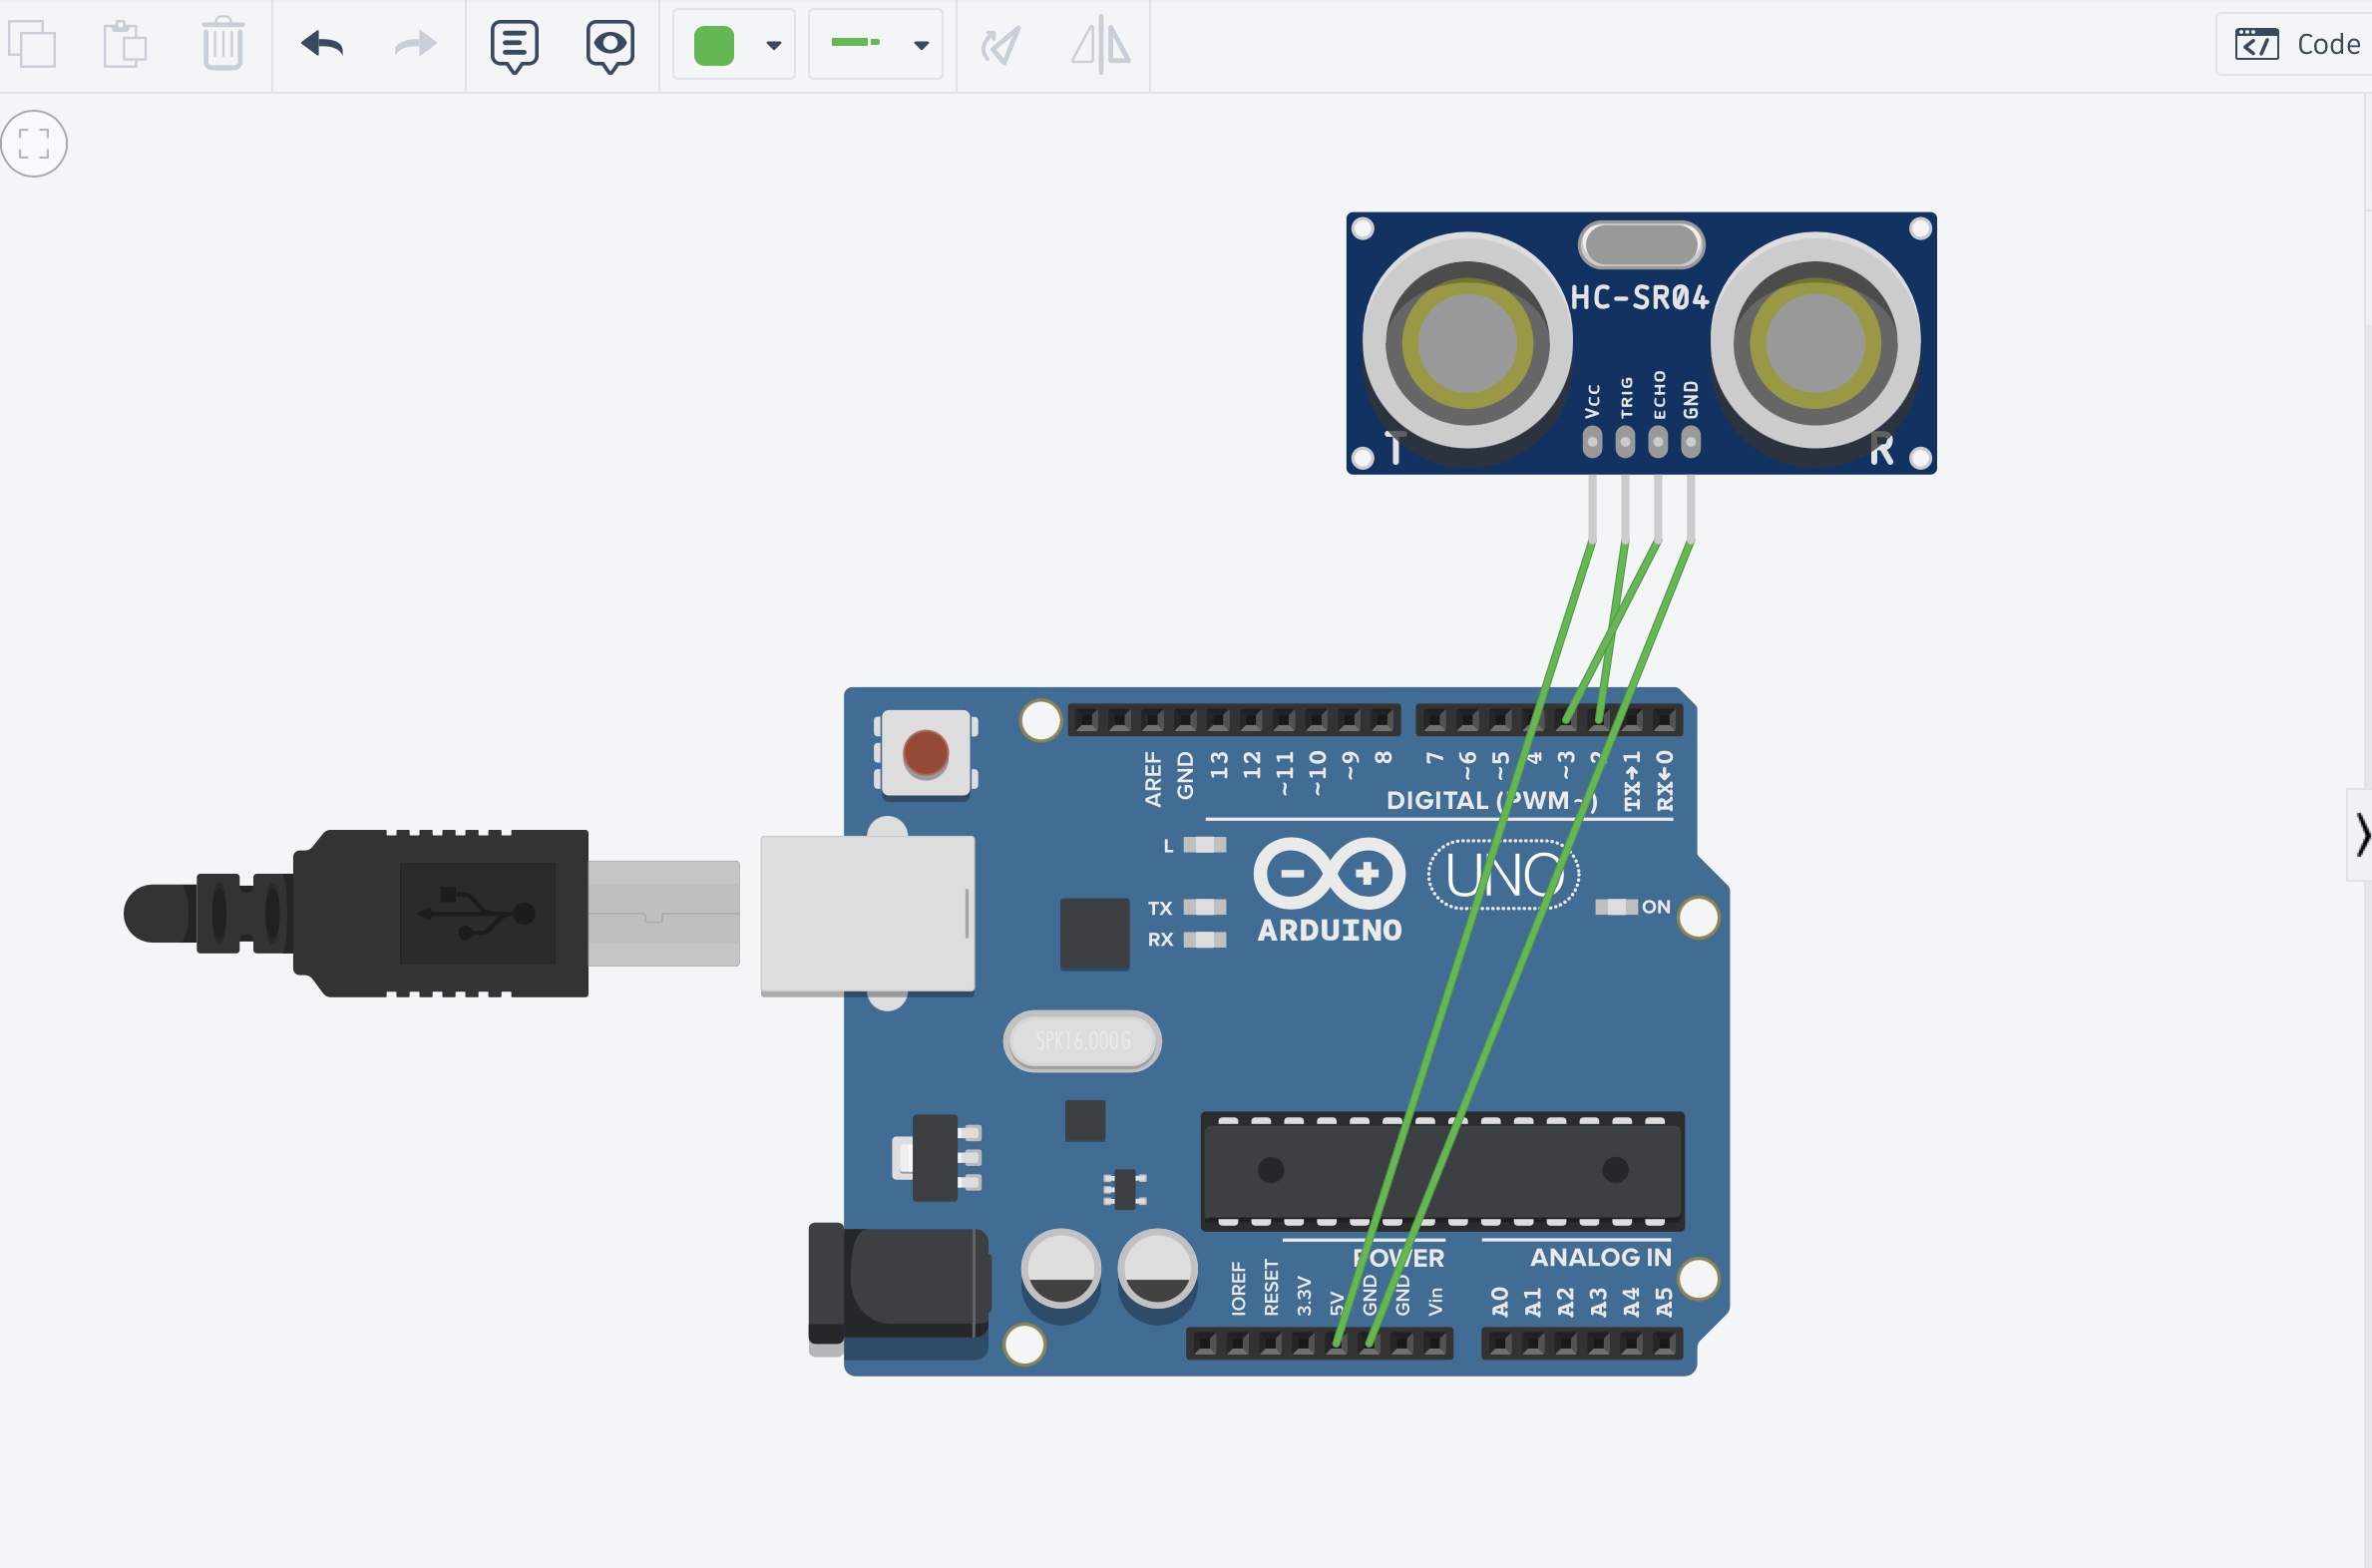 Code
HC-SR04
Vcc
TRIG
ECHO
GND
T
R
AREF
GND
13
12
~11
~10
~9
8
7
~6
~5
4
~3
2
TX→1
RX←0
DIGITAL (PWM~)
L
TX
RX
ARDUINO
UNO
ON
SPK16.000G
POWER
ANALOG IN
IOREF
RESET
3.3V
5V
GND
GND
Vin
A0
A1
A2
A3
A4
A5